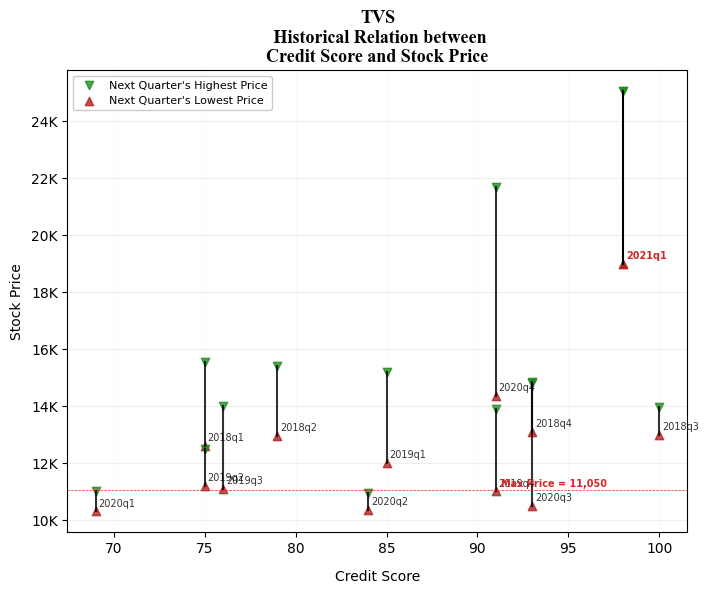 TVS
Historical Relation between
Credit Score and Stock Price
Next Quarter's Highest Price
Next Quarter's Lowest Price
24K
22K
20K
18K
16K
14K
12K
10K
Stock Price
2021q1
2020q4
2018q1
2018q2
2018q4
2018q3
2019q1
2019q2
2019q3
Max Price = 11,050
2020q1
2020q2
2020q3
70
75
80
85
90
95
100
Credit Score